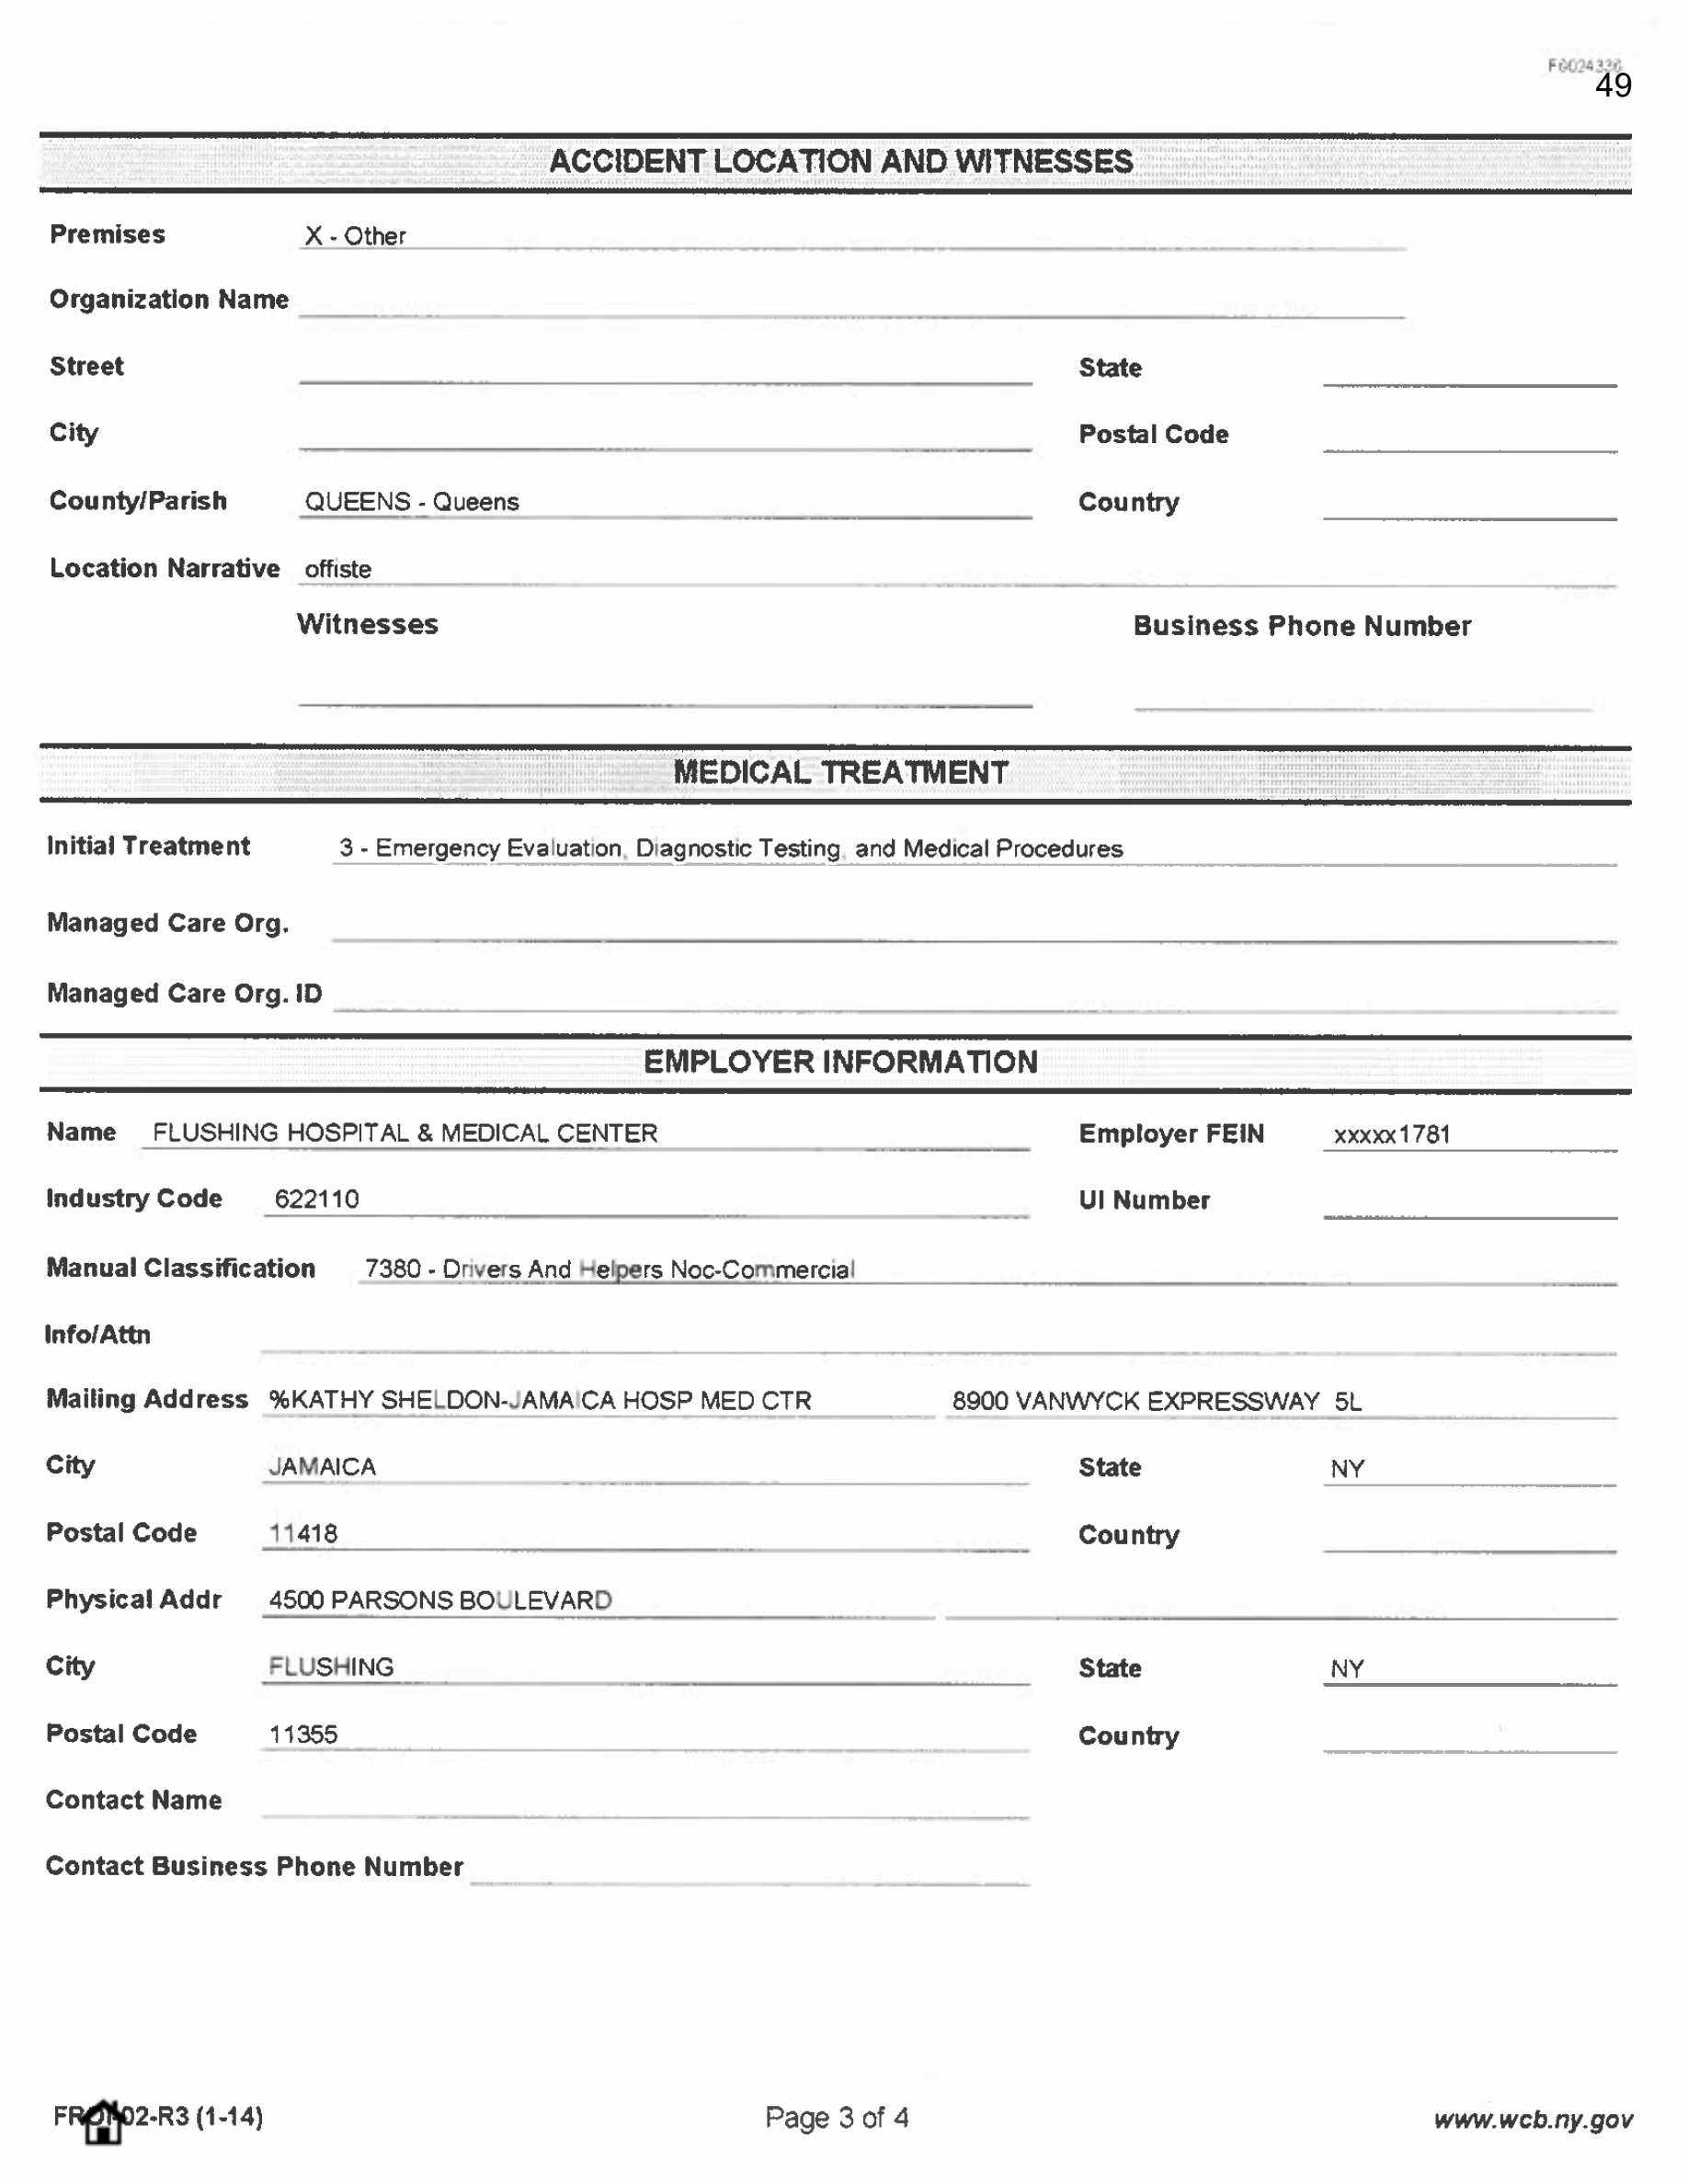 49
ACCIDENT LOCATION AND WITNESSES
Premises X - Other
Organization Name
Street State
City Postal Code
County/Parish QUEENS - Queens Country
Location Narrative offiste
Witnesses Business Phone Number
MEDICAL TREATMENT
Initial Treatment 3 - Emergency Evaluation, Diagnostic Testing, and Medical Procedures
Managed Care Org.
Managed Care Org. ID
EMPLOYER INFORMATION
Name FLUSHING HOSPITAL & MEDICAL CENTER Employer FEIN xxxxx1781
Industry Code 622110 UI Number
Manual Classification 7380 - Drivers And Helpers Noc-Commercial
Info/Attn
Mailing Address %KATHY SHELDON-JAMAICA HOSP MED CTR 8900 VANWYCK EXPRESSWAY 5L
City JAMAICA State NY
Postal Code 11418 Country
Physical Addr 4500 PARSONS BOULEVARD
City FLUSHING State NY
Postal Code 11355 Country
Contact Name
Contact Business Phone Number
(1-14) Page 3 of 4 www.wcb.ny.gov